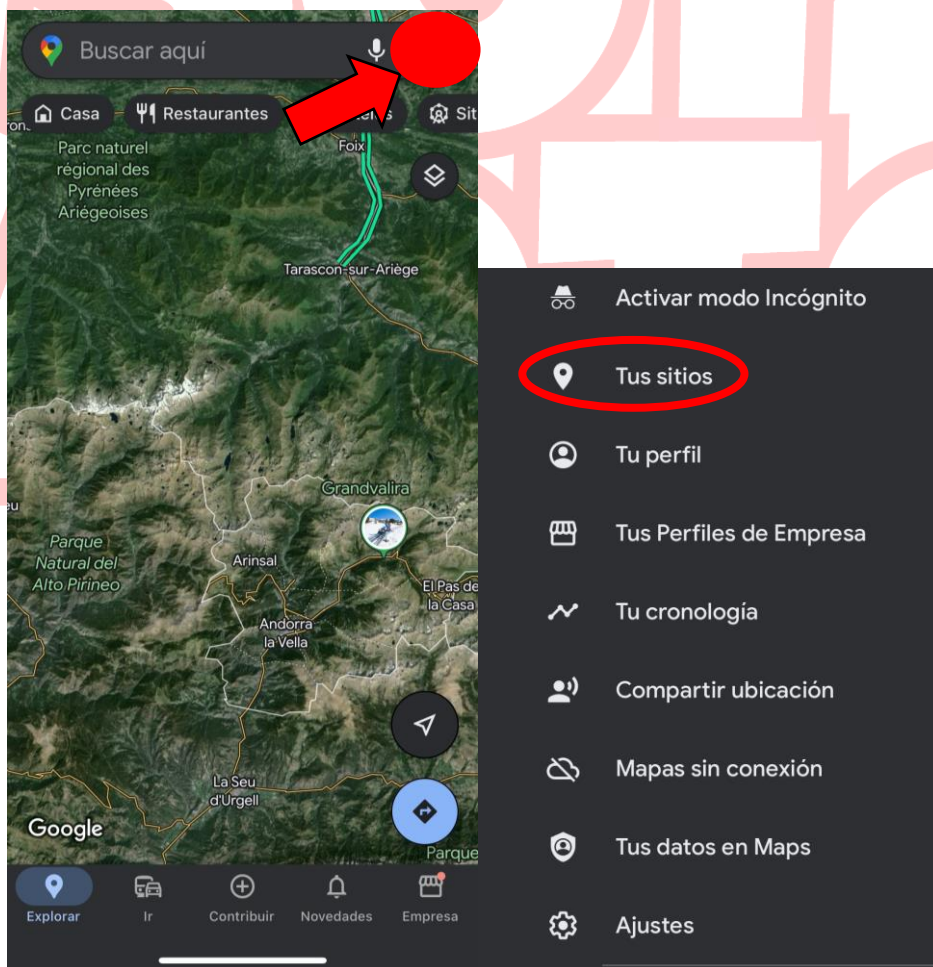 Buscar aquí
Casa
Restaurantes
Sit
Parc naturel
régional des
Pyrénées
Ariégeoises
Foix
Tarascon-sur-Ariège
Grandvalira
Parque
Natural del
Alto Pirineo
Arinsal
El Pas de
la Casa
Andorra
la Vella
La Seu
d'Urgell
Google
Parque
Explorar
Ir
Contribuir
Novedades
Empresa
Activar modo Incógnito
Tus sitios
Tu perfil
Tus Perfiles de Empresa
Tu cronología
Compartir ubicación
Mapas sin conexión
Tus datos en Maps
Ajustes